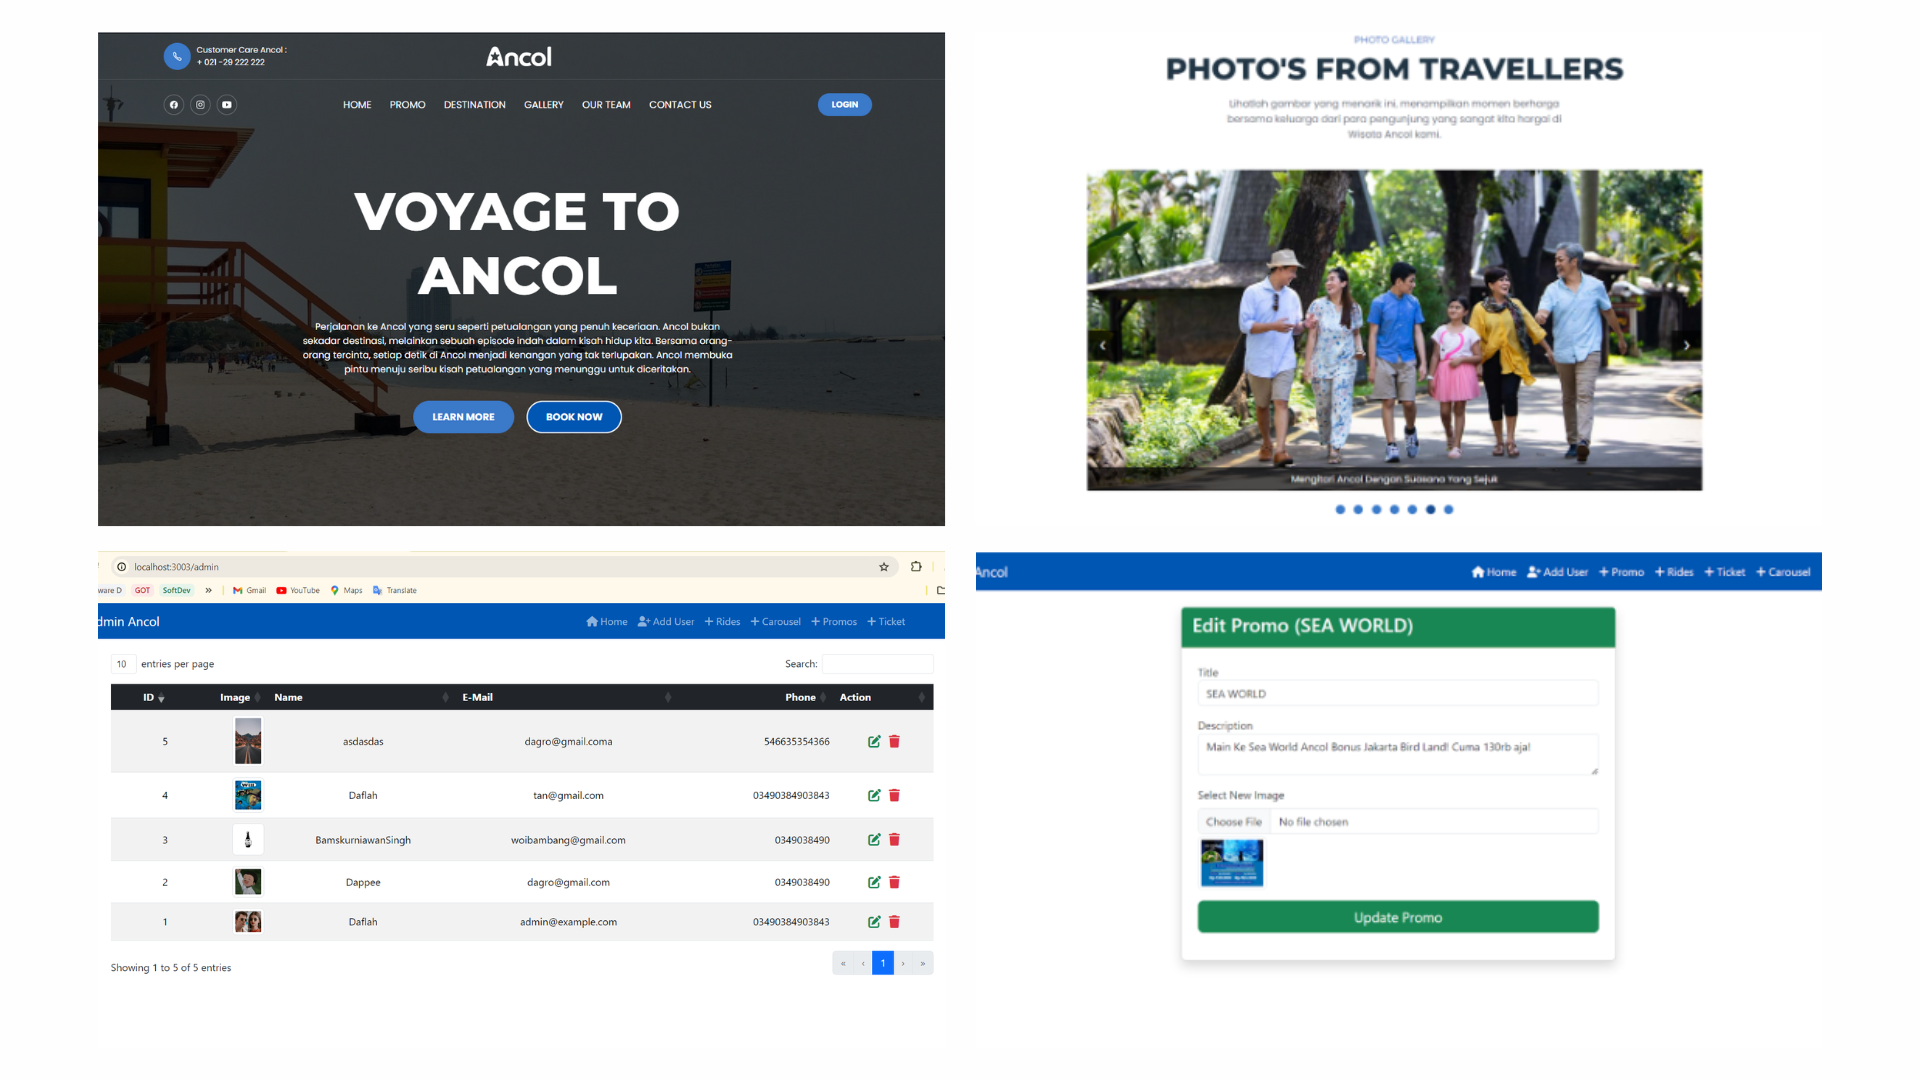 Customer Care Ancol :
+ 021 -29 222 222
Ancol
HOME PROMO DESTINATION GALLERY OUR TEAM CONTACT US
LOGIN
VOYAGE TO
ANCOL
Perjalanan ke Ancol yang seru seperti petualangan yang penuh keceriaan. Ancol bukan
sekadar destinasi, melainkan sebuah episode indah dalam kisah hidup kita. Bersama orang-
orang tercinta, setiap detik di Ancol menjadi kenangan yang tak terlupakan. Ancol membuka
pintu menuju seribu kisah petualangan yang menunggu untuk diceritakan.
LEARN MORE BOOK NOW
PHOTO GALLERY
PHOTO'S FROM TRAVELLERS
Lihatlah gambar yang menarik ini, menampilkan momen berharga
bersama keluarga dari para pengunjung yang sangat kita hargai di
Wisata Ancol kami.
Mengitari Ancol Dengan Suasana Yang Sejuk
localhost:3003/admin
ware D GOT SoftDev » Gmail YouTube Maps Translate
dmin Ancol Home Add User + Rides + Carousel + Promos + Ticket
10 entries per page Search:
ID Image Name E-Mail Phone Action
5 asdasdas dagro@gmail.coma 546635354366
4 Daflah tan@gmail.com 03490384903843
3 BamskurniawanSingh woibambang@gmail.com 0349038490
2 Dappee dagro@gmail.com 0349038490
1 Daflah admin@example.com 03490384903843
Showing 1 to 5 of 5 entries
« ‹ 1 › »
Ancol Home Add User + Promo + Rides + Ticket + Carousel
Edit Promo (SEA WORLD)
Title
SEA WORLD
Description
Main Ke Sea World Ancol Bonus Jakarta Bird Land! Cuma 130rb aja!
Select New Image
Choose File No file chosen
Update Promo